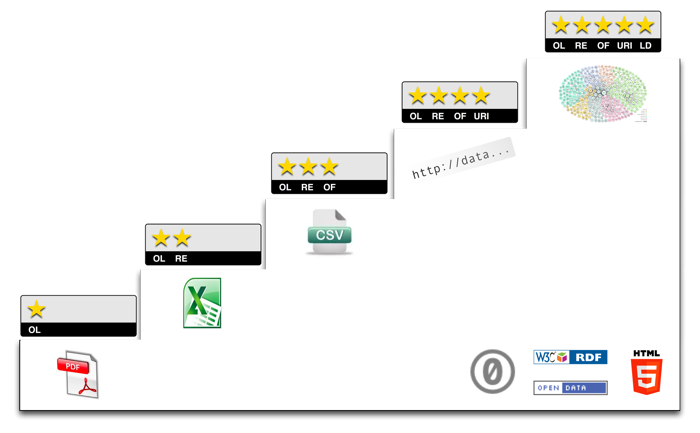 OL RE OF URI LD
OL RE OF URI
http://data...
OL RE OF
CSV
OL RE
X
OL
PDF
W3C RDF
OPEN DATA
HTML
5
0